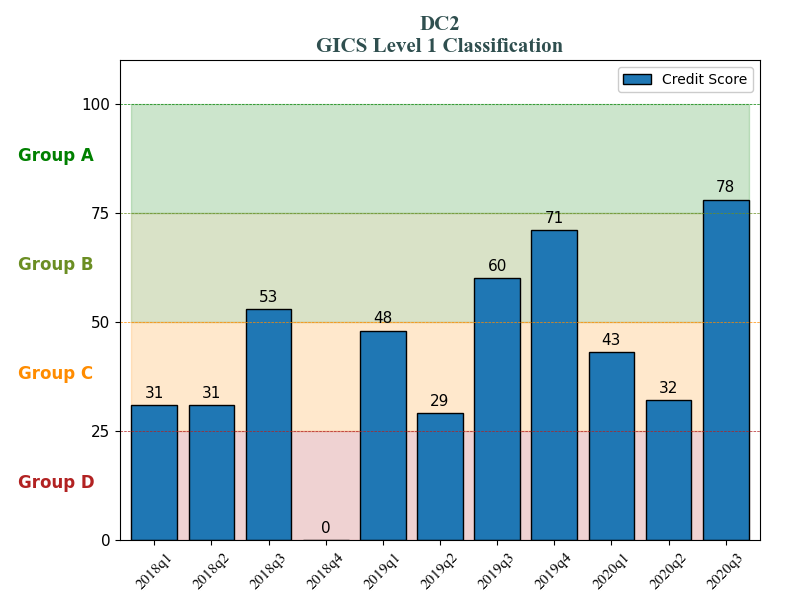 DC2
GICS Level 1 Classification
Credit Score
100
Group A
78
75
71
Group B
60
53
50
48
43
Group C
31
31
29
32
25
Group D
0
0
2018q1
2018q2
2018q3
2018q4
2019q1
2019q2
2019q3
2019q4
2020q1
2020q2
2020q3